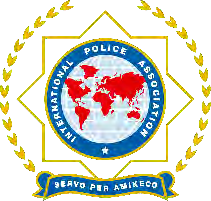 INTERNATIONAL POLICE ASSOCIATION
SERVO PER AMIKECO